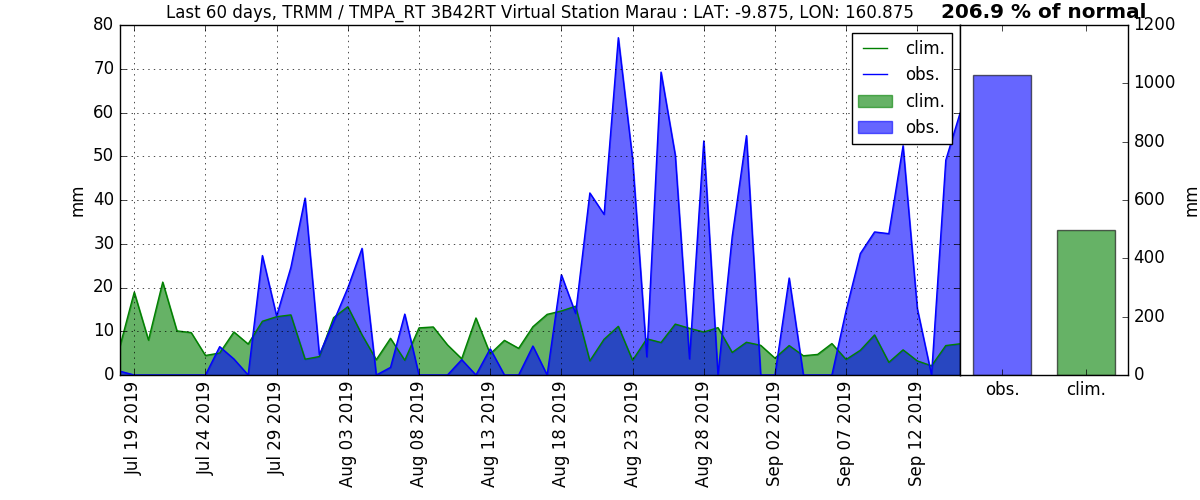 Last 60 days, TRMM / TMPA_RT 3B42RT Virtual Station Marau : LAT: -9.875, LON: 160.875
206.9 % of normal
80
70
60
50
40
30
20
10
0
mm
clim.
obs.
clim.
obs.
1200
1000
800
600
400
200
0
mm
Jul 19 2019
Jul 24 2019
Jul 29 2019
Aug 03 2019
Aug 08 2019
Aug 13 2019
Aug 18 2019
Aug 23 2019
Aug 28 2019
Sep 02 2019
Sep 07 2019
Sep 12 2019
obs.
clim.